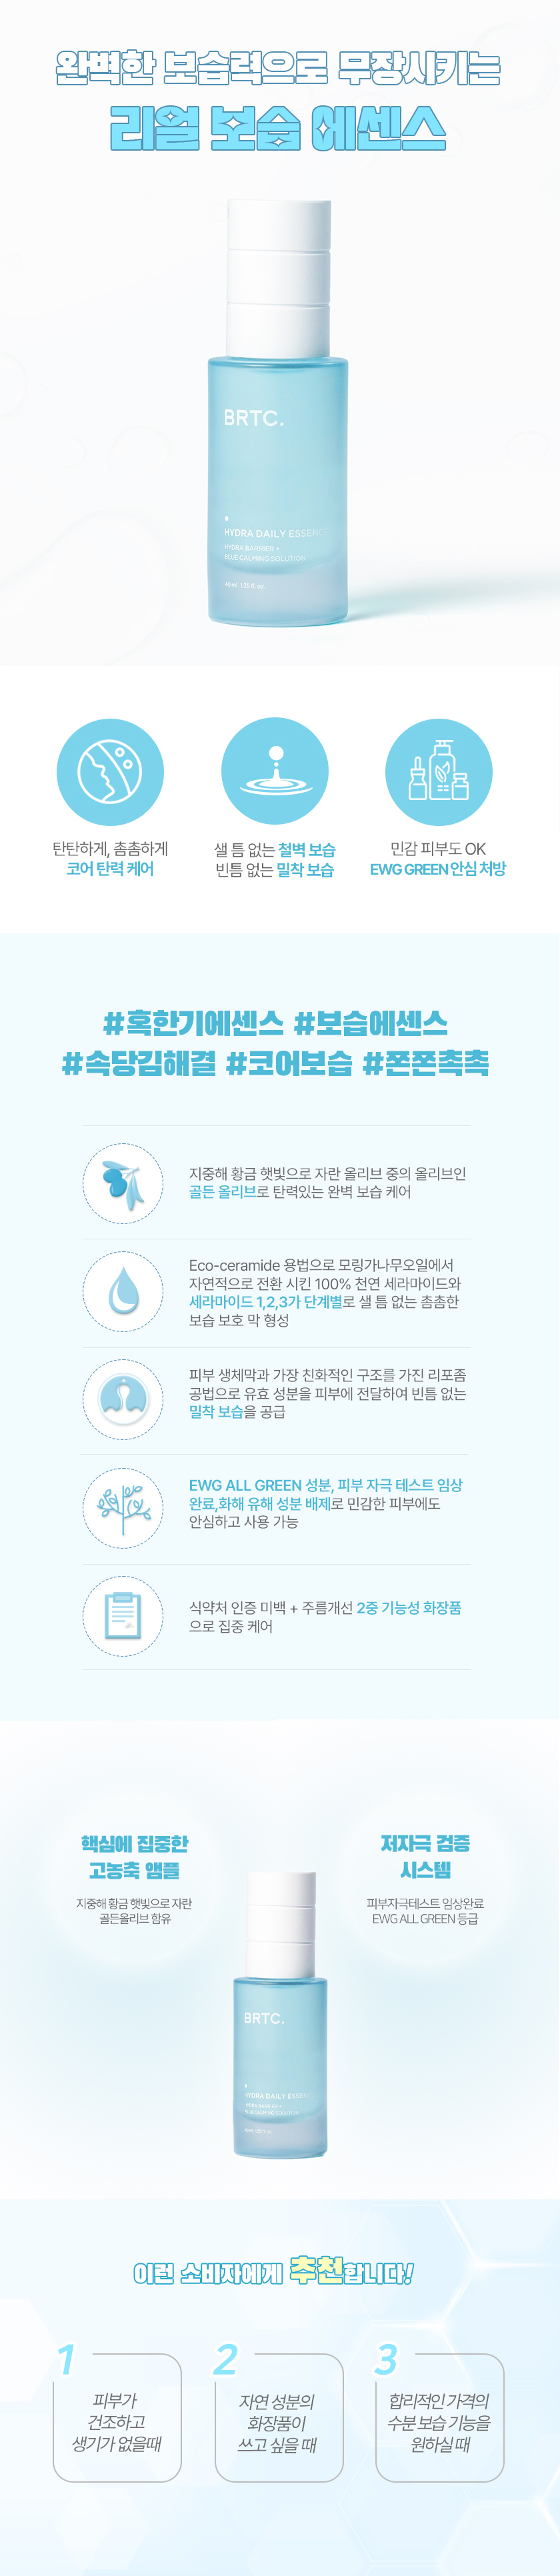 완벽한 보습력으로 무장시키는
리얼 보습 에센스
BRTC.
HYDRA DAILY ESSENCE
HYDRA BARRIER +
BLUE CALMING SOLUTION
탄탄하게, 촘촘하게
코어 탄력 케어
샐 틈 없는 철벽 보습
빈틈 없는 밀착 보습
민감 피부도 OK
EWG GREEN 안심 처방
#혹한기에센스 #보습에센스
#속당김해결 #코어보습 #쫀쫀촉촉
지중해 황금 햇빛으로 자란 올리브 중의 올리브인
골든 올리브로 탄력있는 완벽 보습 케어
Eco-ceramide 용법으로 모링가나무오일에서
자연적으로 전환 시킨 100% 천연 세라마이드와
세라마이드 1,2,3가 단계별로 샐 틈 없는 촘촘한
보습 보호 막 형성
피부 생체막과 가장 친화적인 구조를 가진 리포좀
공법으로 유효 성분을 피부에 전달하여 빈틈 없는
밀착 보습을 공급
EWG ALL GREEN 성분, 피부 자극 테스트 임상
완료,화해 유해 성분 배제로 민감한 피부에도
안심하고 사용 가능
식약처 인증 미백 + 주름개선 2중 기능성 화장품
으로 집중 케어
핵심에 집중한
고농축 앰플
지중해 황금 햇빛으로 자란
골든올리브 함유
저자극 검증
시스템
피부자극테스트 임상완료
EWG ALL GREEN 등급
BRTC.
HYDRA DAILY ESSEN
HYDRA BARRIER +
BLUE CALMING SOLUTION
이런 소비자에게 추천합니다!
1
피부가
건조하고
생기가 없을때
2
자연 성분의
화장품이
쓰고 싶을 때
3
합리적인 가격의
수분 보습 기능을
원하실 때